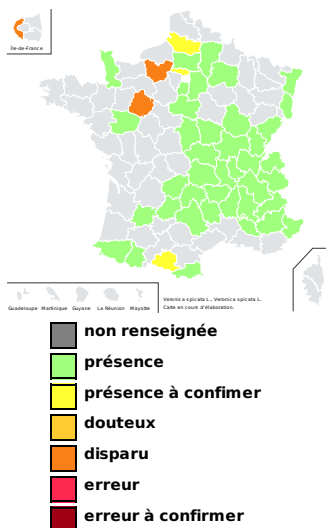 Île-de-France
Guadeloupe Martinique Guyane La Réunion Mayotte
Veronica spicata L., Veronica spicata L.
Carte en cours d'élaboration.
non renseignée
présence
présence à confimer
douteux
disparu
erreur
erreur à confirmer